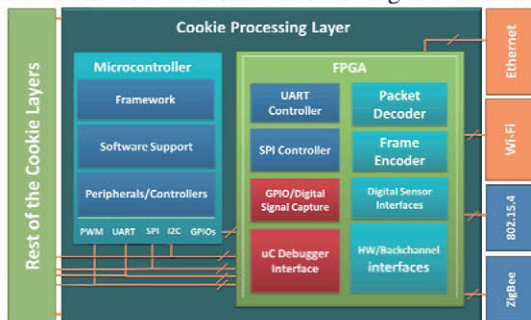 Cookie Processing Layer
Rest of the Cookie Layers
Microcontroller
Framework
Software Support
Peripherals/Controllers
PWM UART SPI I2C GPIOs
FPGA
UART
Controller
Packet
Decoder
SPI Controller
Frame
Encoder
GPIO/Digital
Signal Capture
Digital Sensor
Interfaces
uC Debugger
Interface
HW/Backchannel
interfaces
Ethernet
Wi-Fi
802.15.4
ZigBee